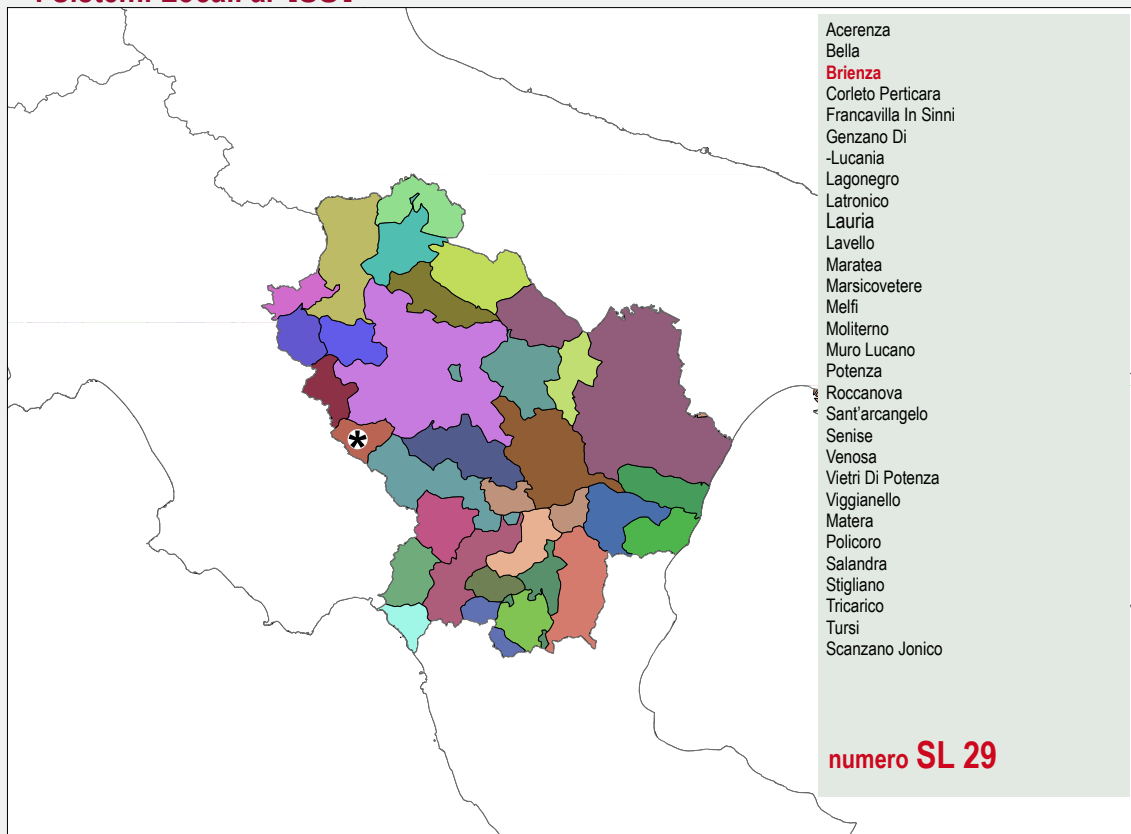 Acerenza
Bella
Brienza
Corleto Perticara
Francavilla In Sinni
Genzano Di
-Lucania
Lagonegro
Latronico
Lauria
Lavello
Maratea
Marsicovetere
Melfi
Moliterno
Muro Lucano
Potenza
Roccanova
Sant'arcangelo
Senise
Venosa
Vietri Di Potenza
Viggianello
Matera
Policoro
Salandra
Stigliano
Tricarico
Tursi
Scanzano Jonico
numero SL 29